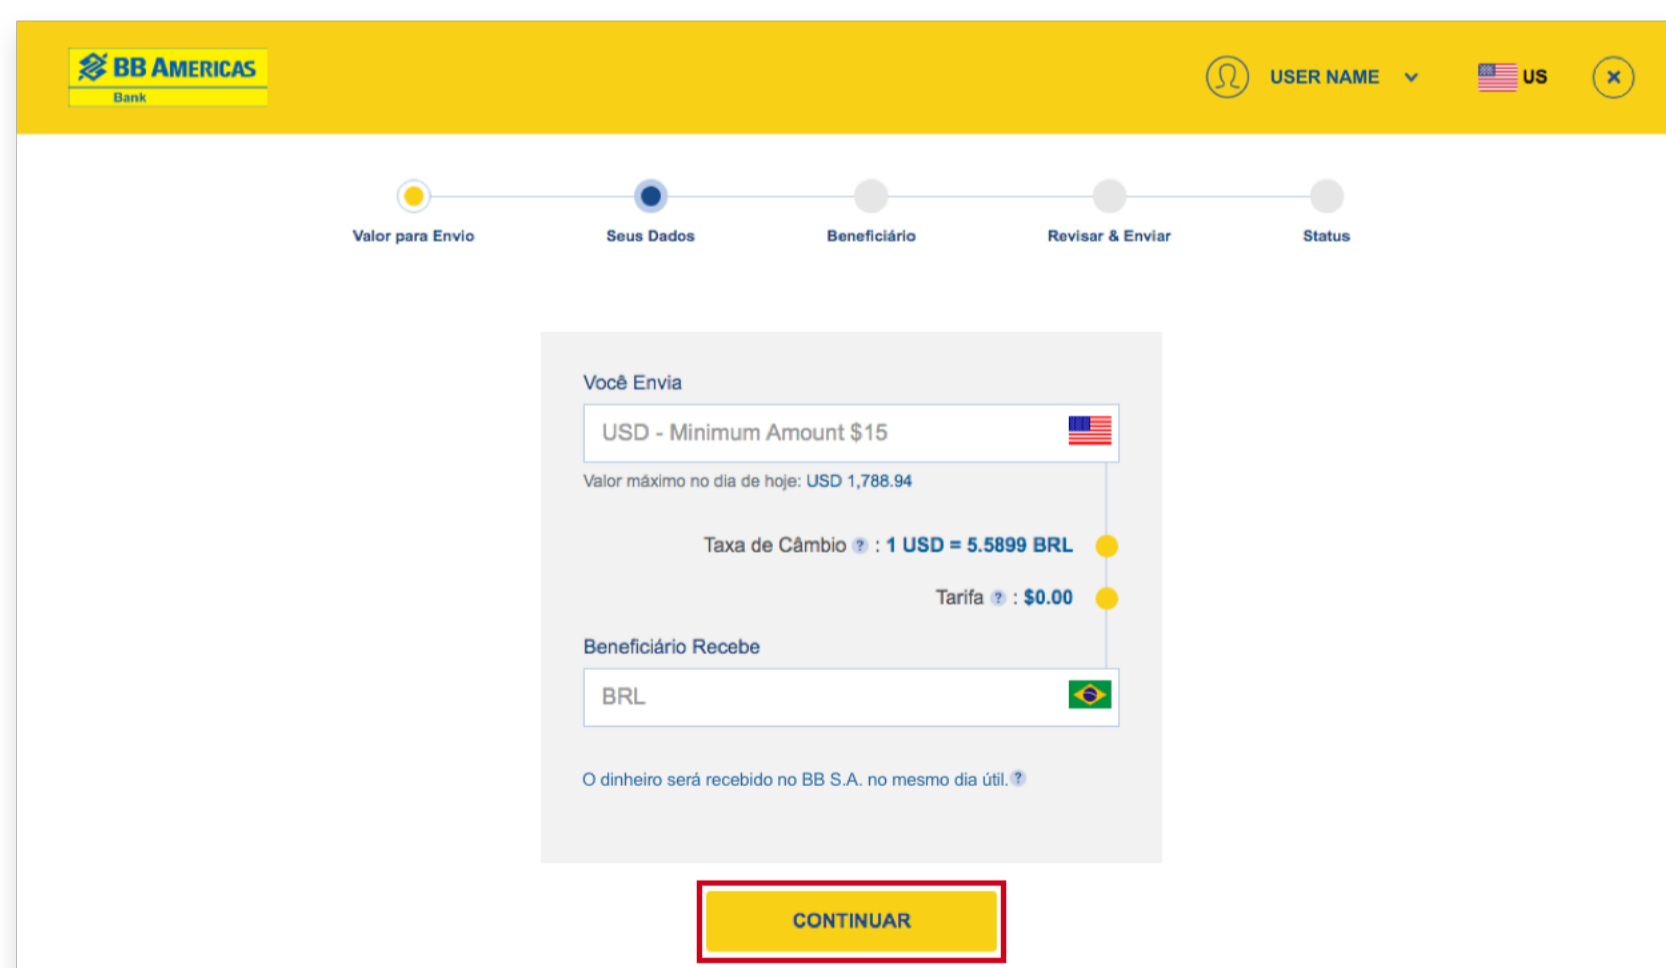 BB AMERICAS
Bank
USER NAME
US
Valor para Envio
Seus Dados
Beneficiário
Revisar & Enviar
Status
Você Envia
USD - Minimum Amount $15
Valor máximo no dia de hoje: USD 1,788.94
Taxa de Câmbio ? : 1 USD = 5.5899 BRL
Tarifa ? : $0.00
Beneficiário Recebe
BRL
O dinheiro será recebido no BB S.A. no mesmo dia útil. ?
CONTINUAR